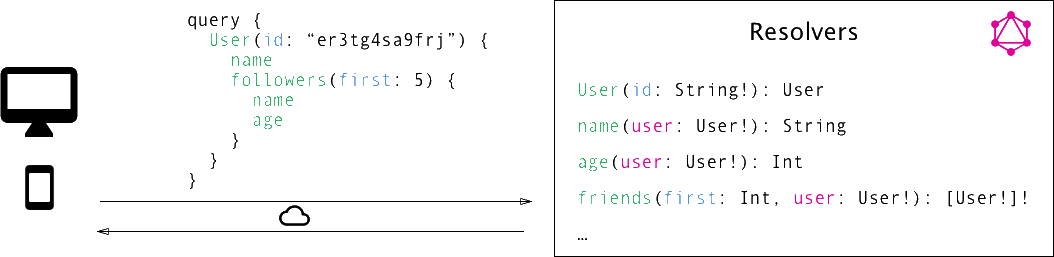 query {
  User(id: “er3tg4sa9frj”) {
    name
    followers(first: 5) {
      name
      age
    }
  }
}
Resolvers
User(id: String!): User
name(user: User!): String
age(user: User!): Int
friends(first: Int, user: User!): [User!]!
…